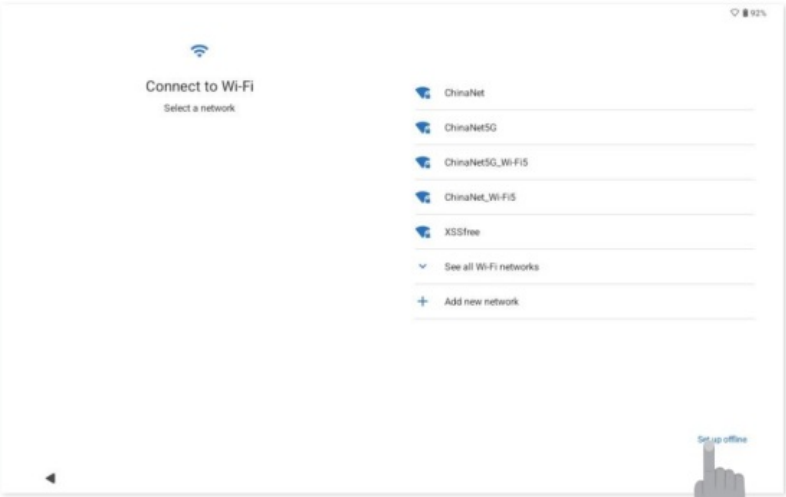 92%
Connect to Wi-Fi
Select a network
ChinaNet
ChinaNet5G
ChinaNet5G_Wi-Fi5
ChinaNet_Wi-Fi5
XSSfree
See all Wi-Fi networks
Add new network
Set up offline